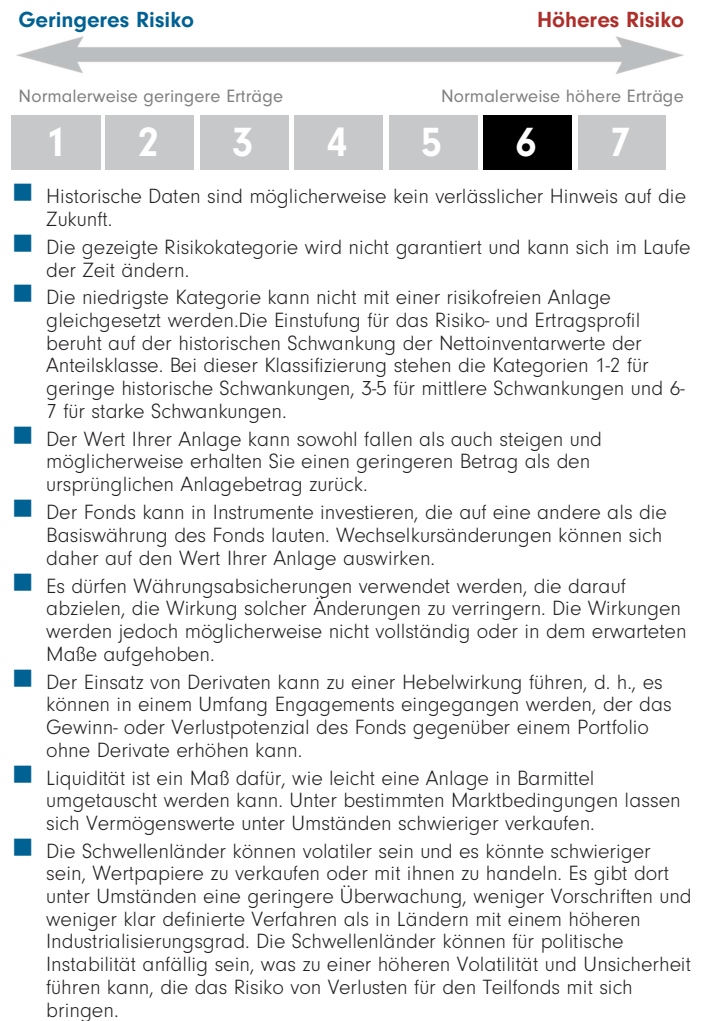 Geringeres Risiko Höheres Risiko
Normalerweise geringere Erträge Normalerweise höhere Erträge
1 2 3 4 5 6 7
Historische Daten sind möglicherweise kein verlässlicher Hinweis auf die
Zukunft.
Die gezeigte Risikokategorie wird nicht garantiert und kann sich im Laufe
der Zeit ändern.
Die niedrigste Kategorie kann nicht mit einer risikofreien Anlage
gleichgesetzt werden.Die Einstufung für das Risiko- und Ertragsprofil
beruht auf der historischen Schwankung der Nettoinventarwerte der
Anteilsklasse. Bei dieser Klassifizierung stehen die Kategorien 1-2 für
geringe historische Schwankungen, 3-5 für mittlere Schwankungen und 6-
7 für starke Schwankungen.
Der Wert Ihrer Anlage kann sowohl fallen als auch steigen und
möglicherweise erhalten Sie einen geringeren Betrag als den
ursprünglichen Anlagebetrag zurück.
Der Fonds kann in Instrumente investieren, die auf eine andere als die
Basiswährung des Fonds lauten. Wechselkursänderungen können sich
daher auf den Wert Ihrer Anlage auswirken.
Es dürfen Währungsabsicherungen verwendet werden, die darauf
abzielen, die Wirkung solcher Änderungen zu verringern. Die Wirkungen
werden jedoch möglicherweise nicht vollständig oder in dem erwarteten
Maße aufgehoben.
Der Einsatz von Derivaten kann zu einer Hebelwirkung führen, d. h., es
können in einem Umfang Engagements eingegangen werden, der das
Gewinn- oder Verlustpotenzial des Fonds gegenüber einem Portfolio
ohne Derivate erhöhen kann.
Liquidität ist ein Maß dafür, wie leicht eine Anlage in Barmittel
umgetauscht werden kann. Unter bestimmten Marktbedingungen lassen
sich Vermögenswerte unter Umständen schwieriger verkaufen.
Die Schwellenländer können volatiler sein und es könnte schwieriger
sein, Wertpapiere zu verkaufen oder mit ihnen zu handeln. Es gibt dort
unter Umständen eine geringere Überwachung, weniger Vorschriften und
weniger klar definierte Verfahren als in Ländern mit einem höheren
Industrialisierungsgrad. Die Schwellenländer können für politische
Instabilität anfällig sein, was zu einer höheren Volatilität und Unsicherheit
führen kann, die das Risiko von Verlusten für den Teilfonds mit sich
bringen.